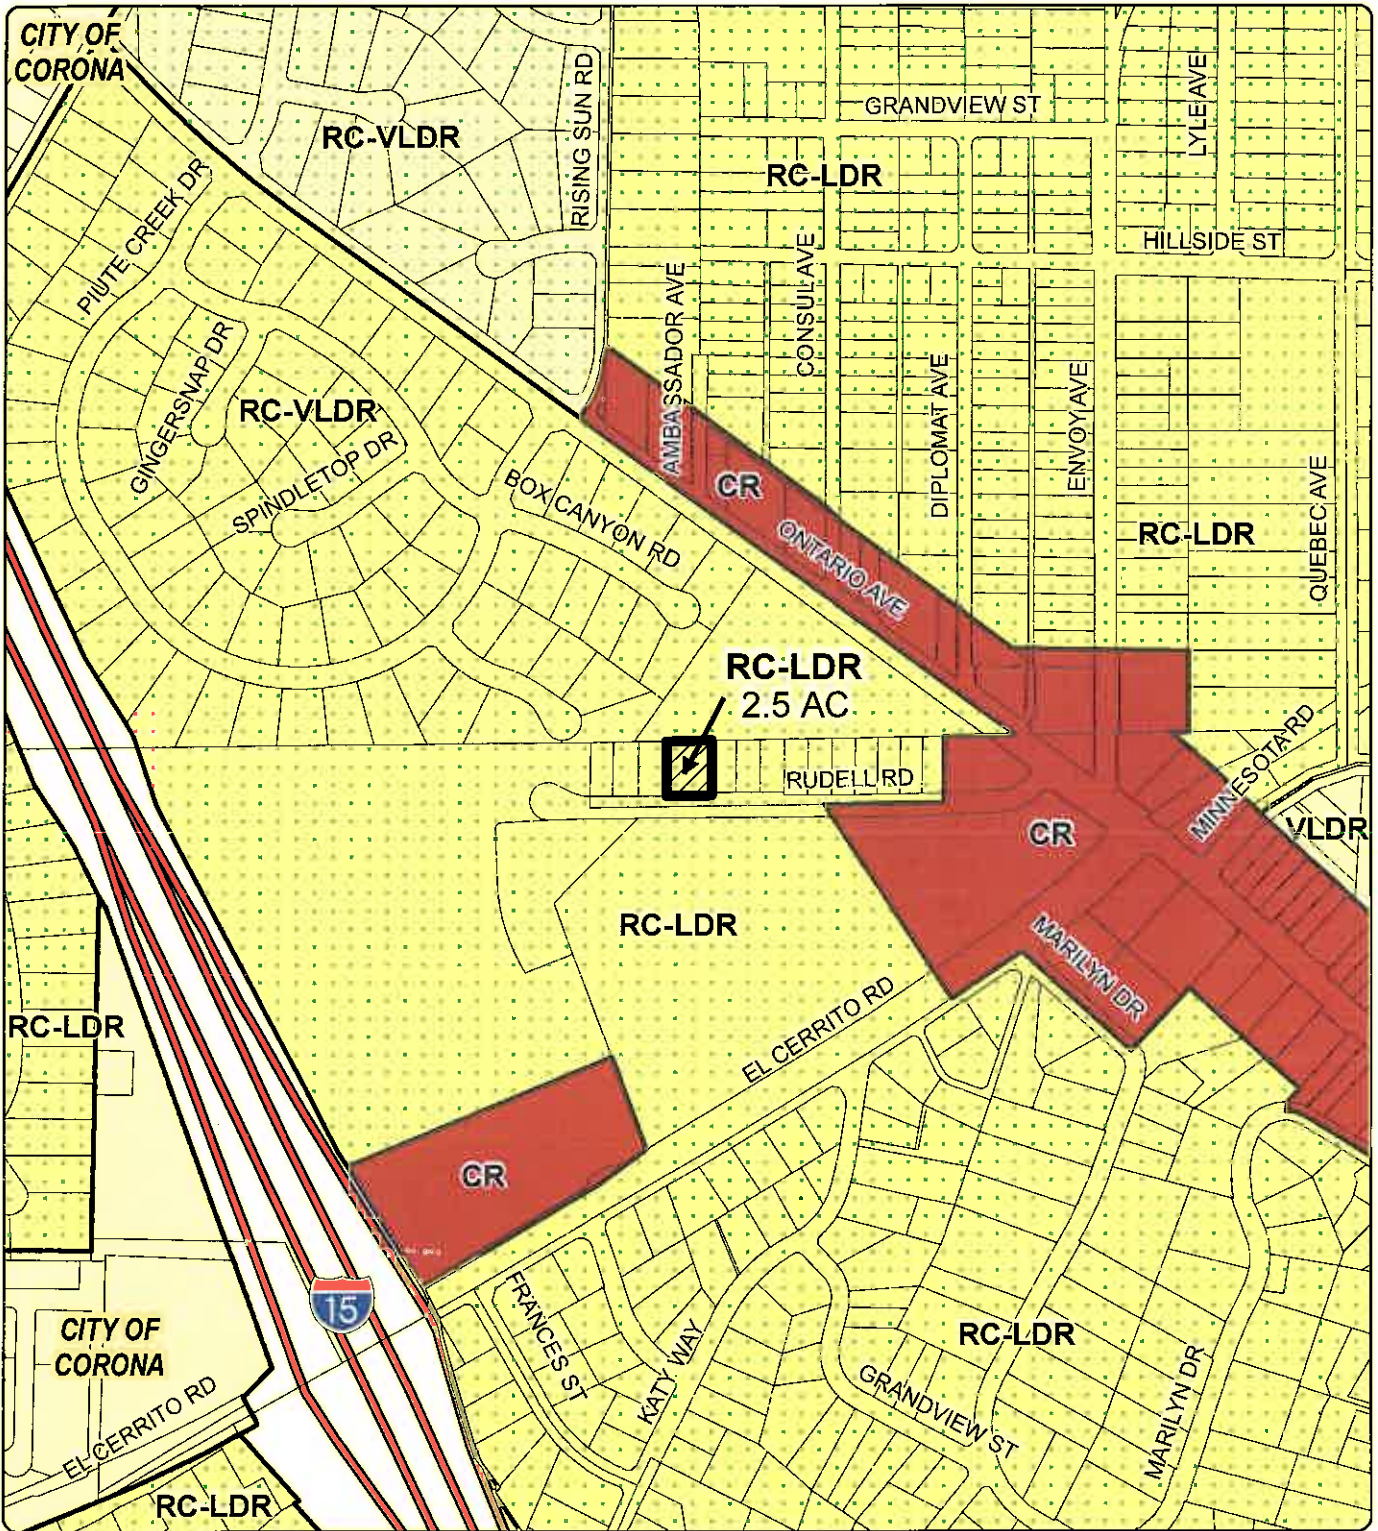 CITY OF
CORONA
RC-VLDR
RISING SUN RD
GRANDVIEW ST
LYLE AVE
RC-LDR
PIUTE CREEK DR
HILLSIDE ST
AMBASSADOR AVE
CONSUL AVE
GINGERSNAP DR
DIPLOMAT AVE
ENVOY AVE
RC-VLDR
SPINDLETOP DR
BOX CANYON RD
CR
ONTARIO AVE
RC-LDR
QUEBEC AVE
RC-LDR
2.5 AC
RUDELL RD
MINNESOTA RD
CR
VLDR
RC-LDR
MARILYN DR
EL CERRITO RD
RC-LDR
CR
15
CITY OF
CORONA
FRANCES ST
KATY WAY
RC-LDR
GRANDVIEW ST
MARILYN DR
EL CERRITO RD
RC-LDR